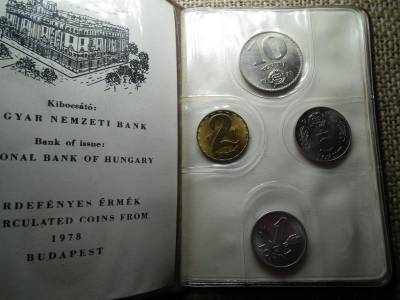 Kibocsátó:
GYAR NEMZETI BANK
Bank of issue:
ONAL BANK OF HUNGARY
RDEFÉNYES ÉRMÉK
RCULATED COINS FROM
1978
BUDAPEST
10
2
1